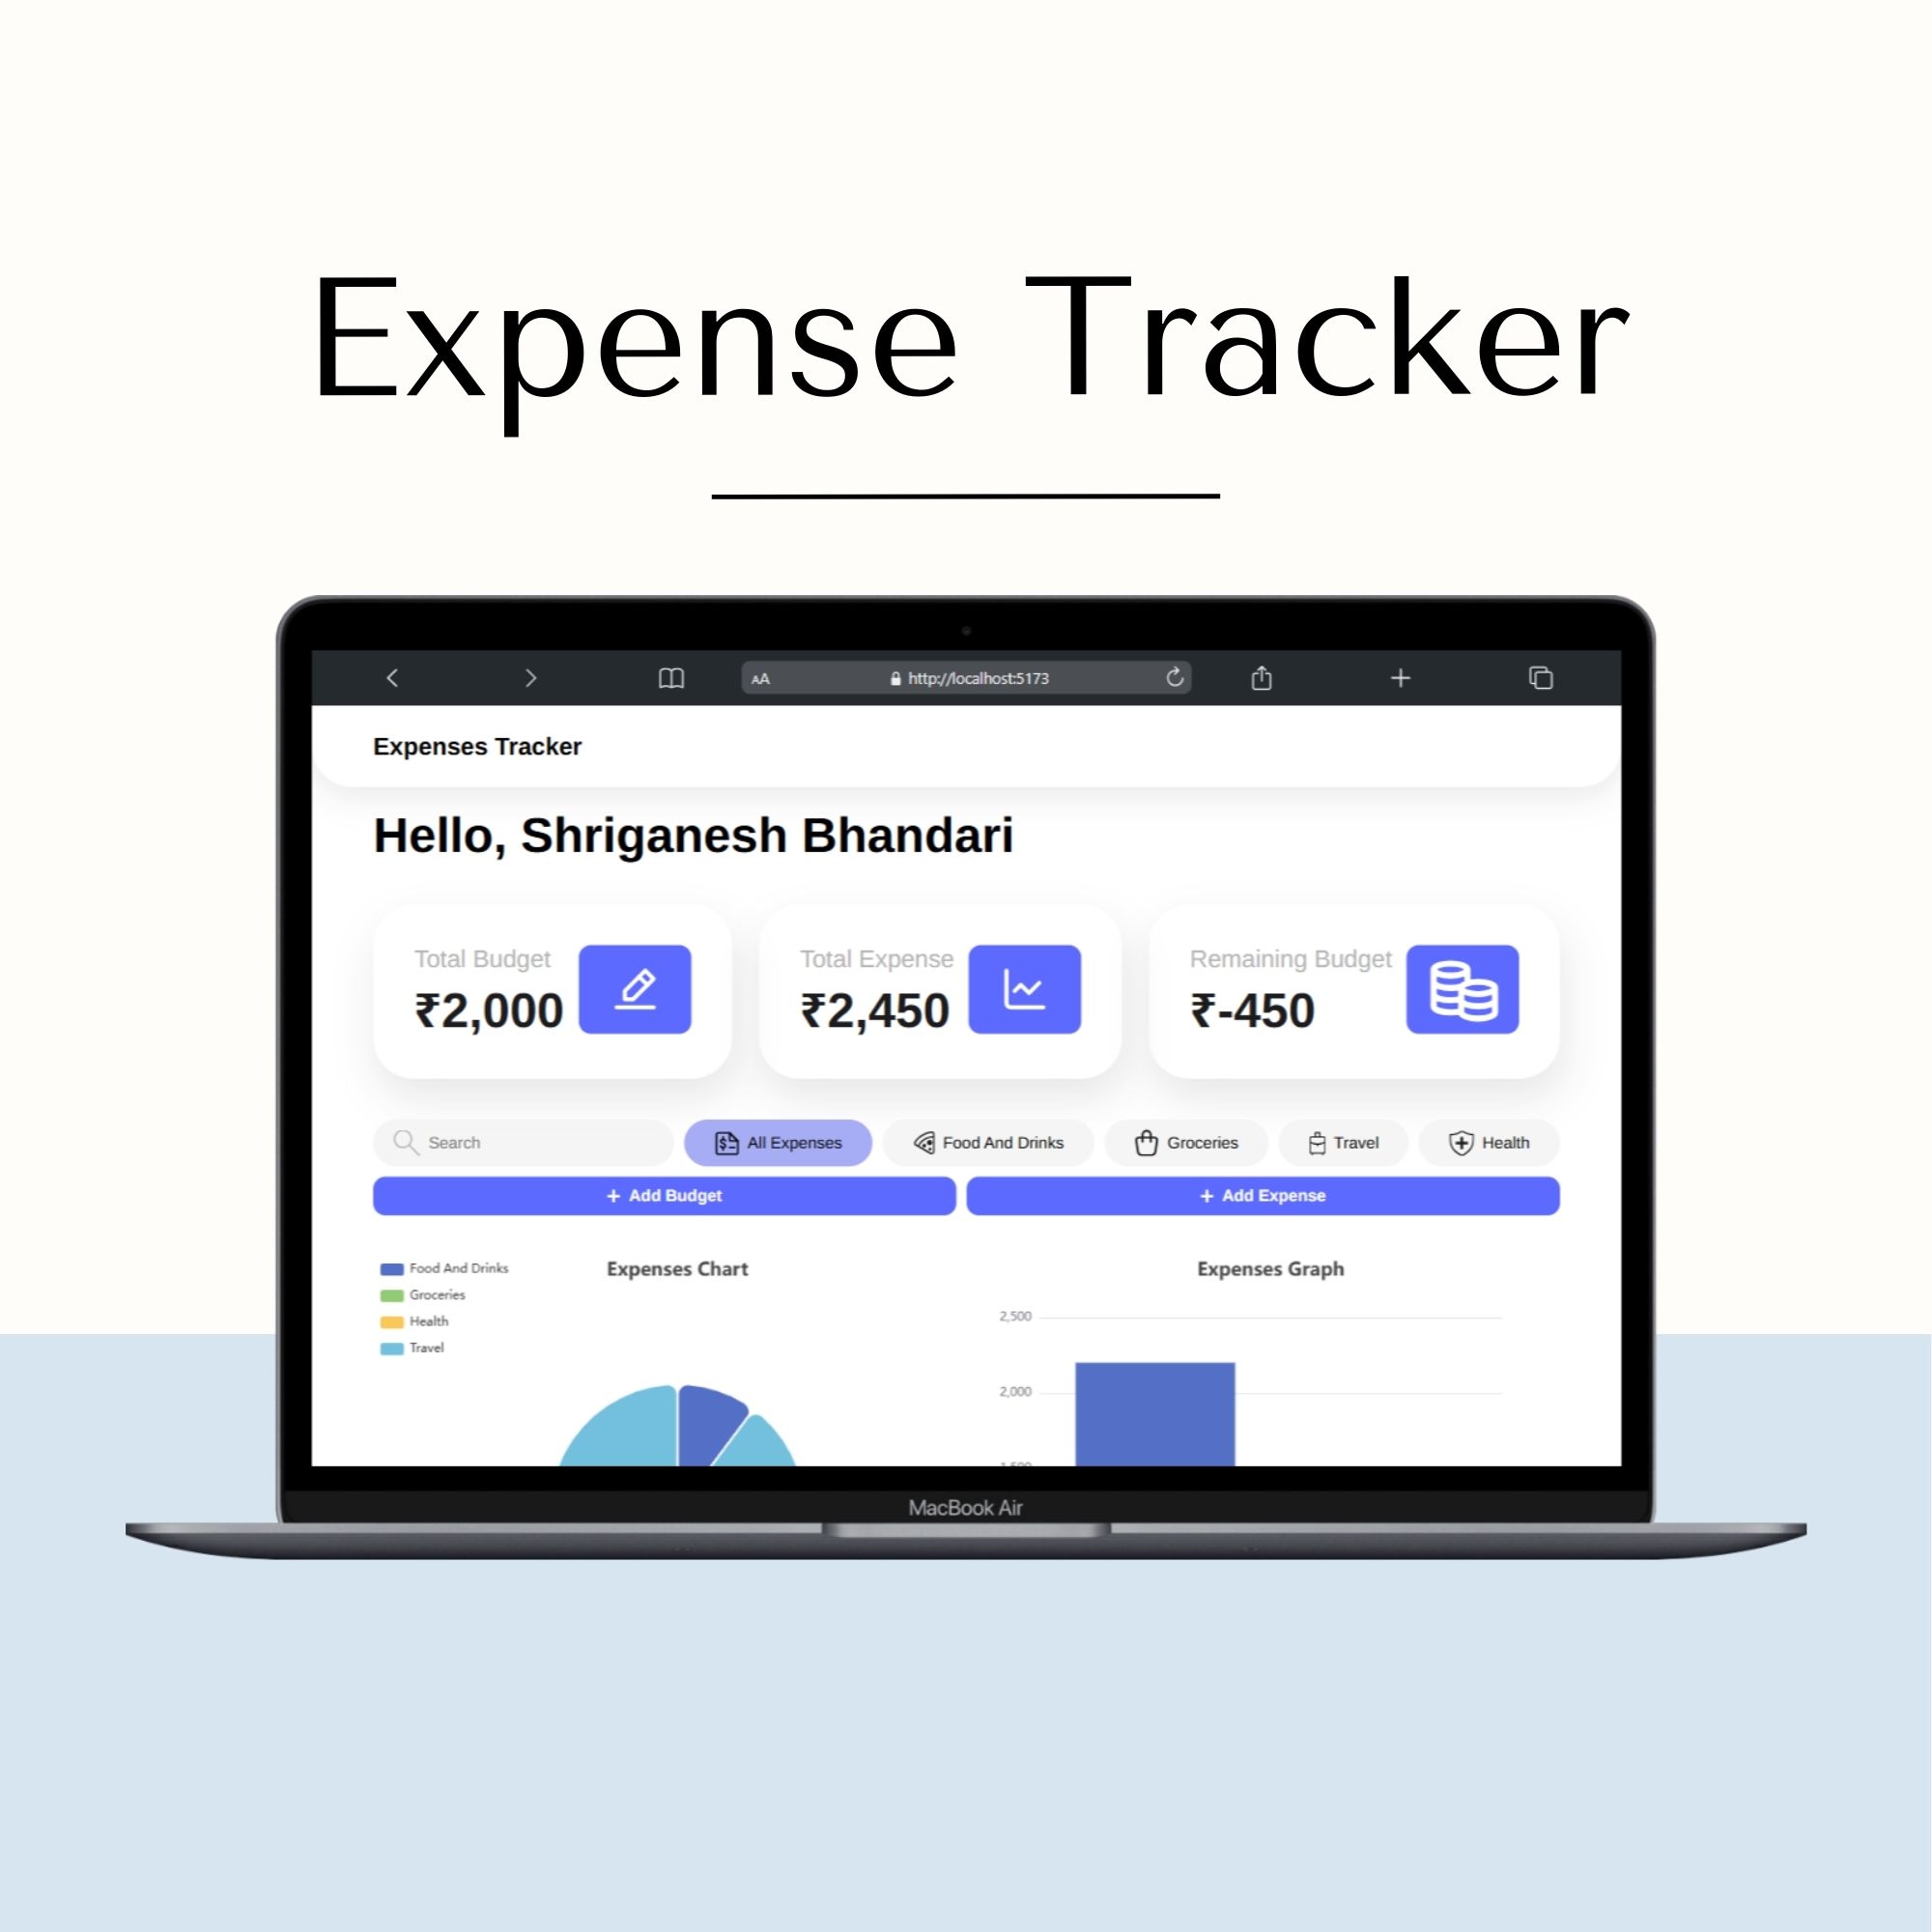 Expense Tracker
AA http://localhost:5173
Expenses Tracker
Hello, Shriganesh Bhandari
Total Budget
₹2,000
Total Expense
₹2,450
Remaining Budget
₹-450
Search
All Expenses
Food And Drinks
Groceries
Travel
Health
+ Add Budget
+ Add Expense
Food And Drinks
Groceries
Health
Travel
Expenses Chart
Expenses Graph
2,500
2,000
MacBook Air